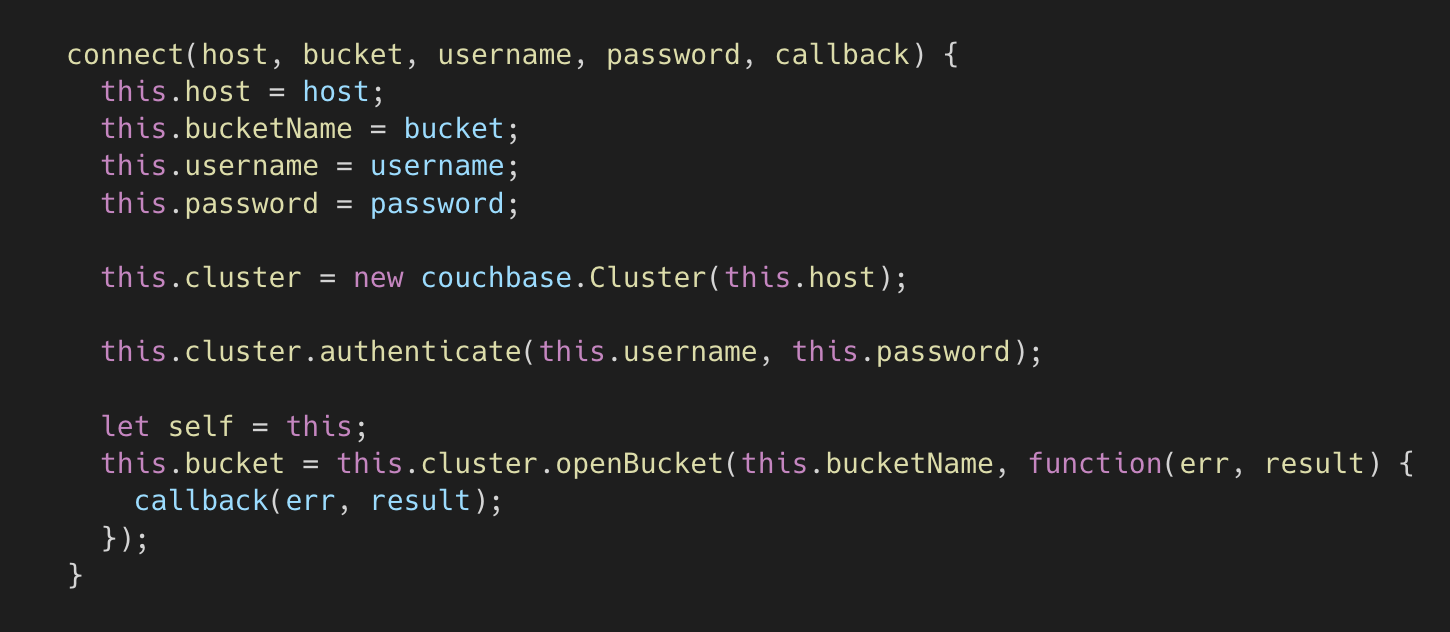 connect(host, bucket, username, password, callback) {
  this.host = host;
  this.bucketName = bucket;
  this.username = username;
  this.password = password;

  this.cluster = new couchbase.Cluster(this.host);

  this.cluster.authenticate(this.username, this.password);

  let self = this;
  this.bucket = this.cluster.openBucket(this.bucketName, function(err, result) {
    callback(err, result);
  });
}